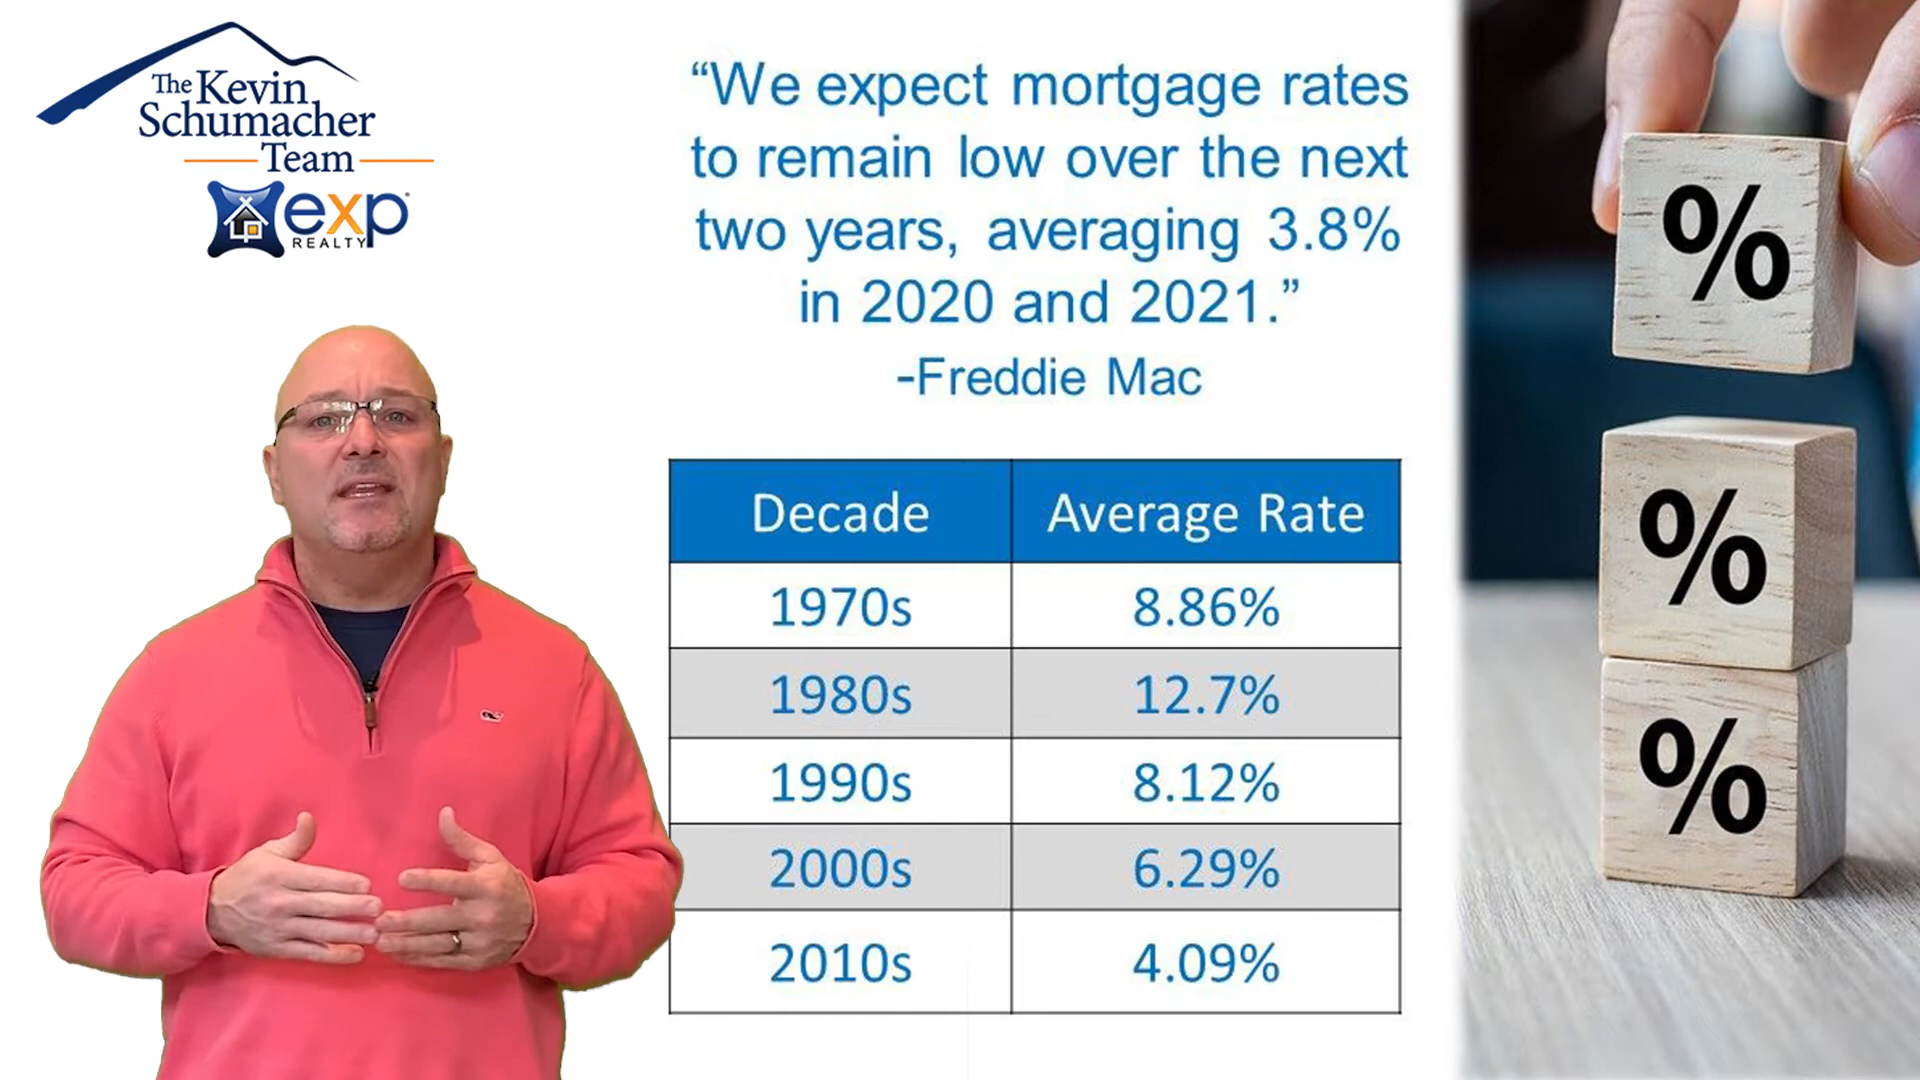 The Kevin
Schumacher
Team
exp
REALTY
“We expect mortgage rates
to remain low over the next
two years, averaging 3.8%
in 2020 and 2021.”
-Freddie Mac
Decade Average Rate
1970s 8.86%
1980s 12.7%
1990s 8.12%
2000s 6.29%
2010s 4.09%
%
%
%